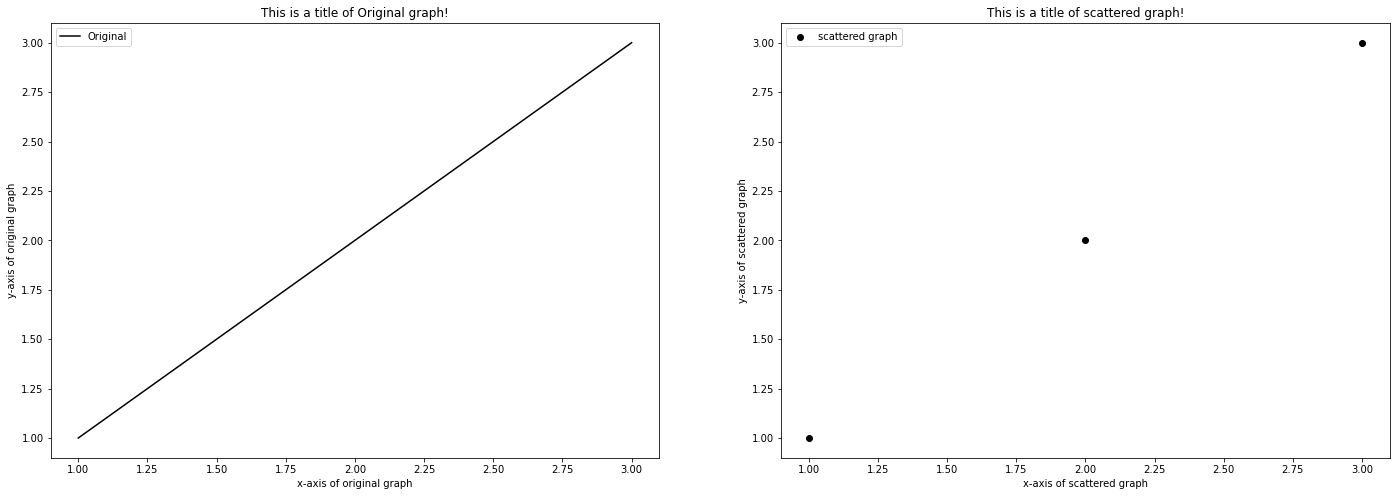 This is a title of Original graph!
Original
3.00
2.75
2.50
2.25
2.00
1.75
1.50
1.25
1.00
y-axis of original graph
1.00 1.25 1.50 1.75 2.00 2.25 2.50 2.75 3.00
x-axis of original graph
This is a title of scattered graph!
scattered graph
3.00
2.75
2.50
2.25
2.00
1.75
1.50
1.25
1.00
y-axis of scattered graph
1.00 1.25 1.50 1.75 2.00 2.25 2.50 2.75 3.00
x-axis of scattered graph